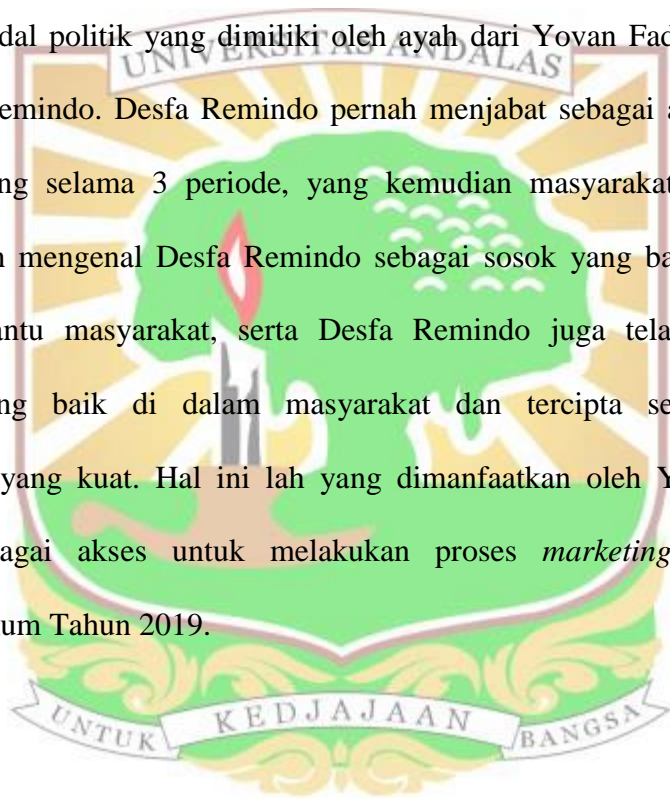 dal politik yang dimiliki oleh ayah dari Yovan Fad
UNIVERSITAS ANDALAS
emindo. Desfa Remindo pernah menjabat sebagai a
ng selama 3 periode, yang kemudian masyarakat
n mengenal Desfa Remindo sebagai sosok yang ba
antu masyarakat, serta Desfa Remindo juga tela
ng baik di dalam masyarakat dan tercipta se
yang kuat. Hal ini lah yang dimanfaatkan oleh Y
bagai akses untuk melakukan proses marketing
um Tahun 2019.
UNTUK KEDJAJAAN BANGSA